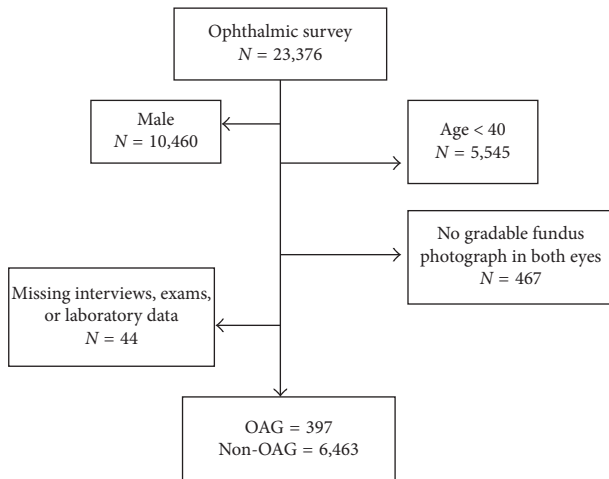 Ophthalmic survey
N = 23,376
Male
N = 10,460
Age < 40
N = 5,545
No gradable fundus
photograph in both eyes
N = 467
Missing interviews, exams,
or laboratory data
N = 44
OAG = 397
Non-OAG = 6,463